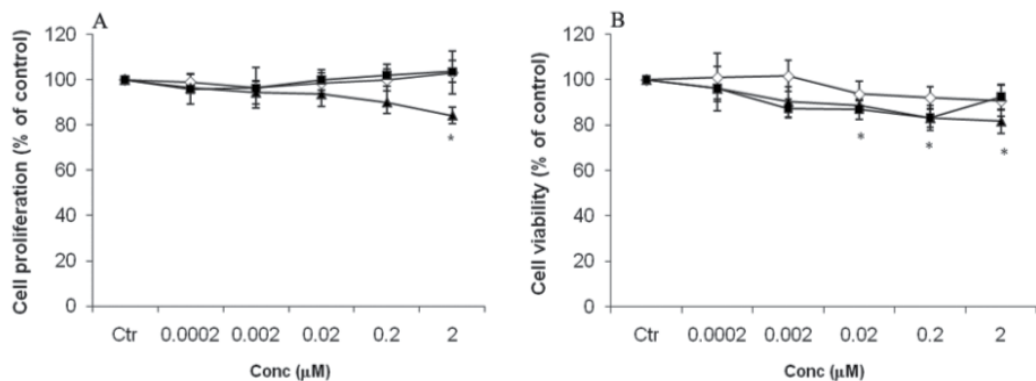 A
Cell proliferation (% of control)
120
100
80
60
40
20
0
Ctr 0.0002 0.002 0.02 0.2 2
Conc (μM)
*
B
Cell viability (% of control)
120
100
80
60
40
20
0
Ctr 0.0002 0.002 0.02 0.2 2
Conc (μM)
* * *